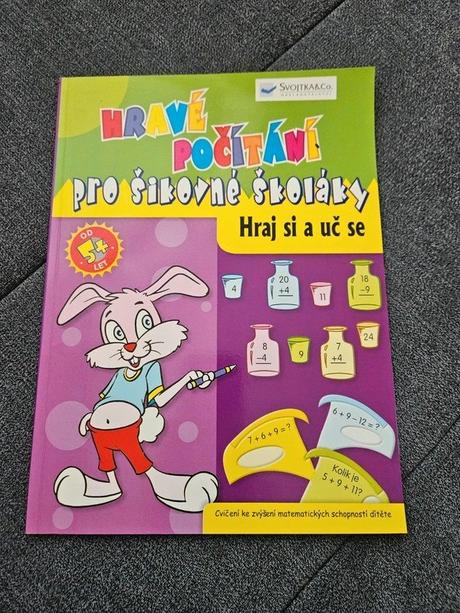 SVOJTKA&Co.
HRAVÉ
POČÍTÁNÍ
pro šikovné školáky
Hraj si a uč se
OD
5+
LET
4
20
+4
11
18
-9
8
-4
9
7
+4
24
7+6+9=?
6+9-12=?
Kolik je
5+9+11?
Cvičení ke zvýšení matematických schopností dítěte